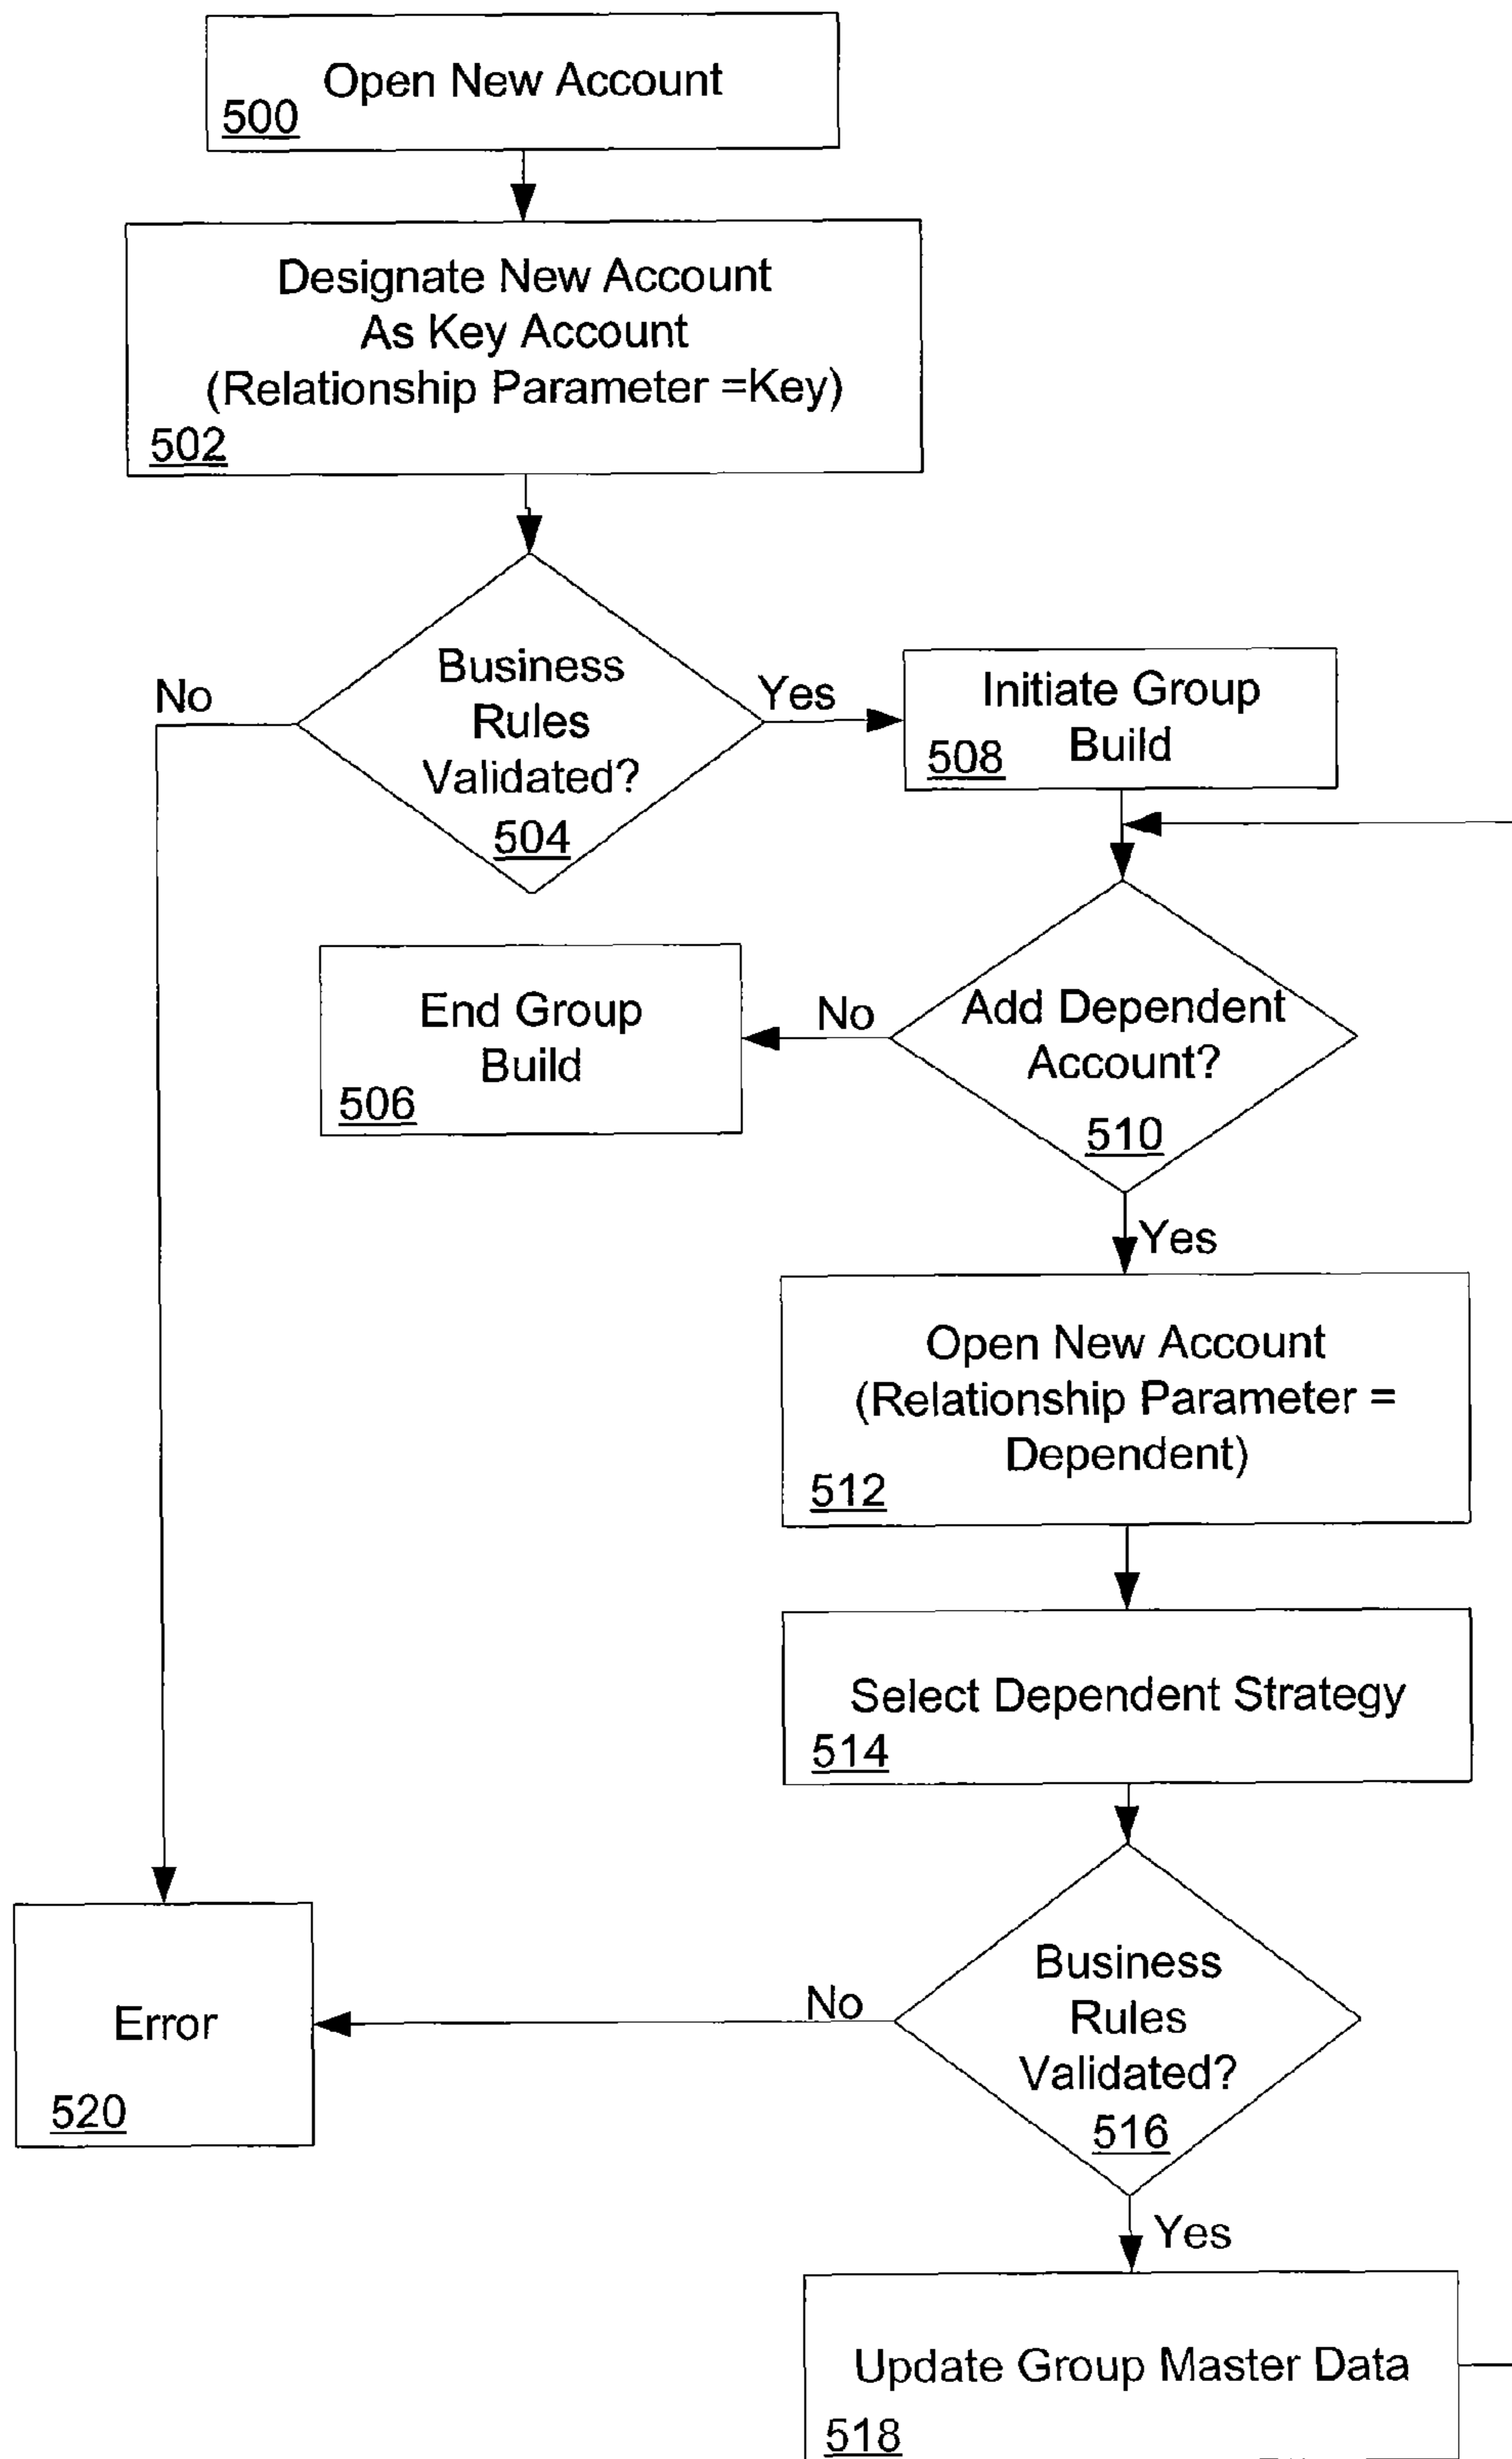 Open New Account
500
Designate New Account
As Key Account
(Relationship Parameter =Key)
502
Business
Rules
Validated?
504
No
Yes
Initiate Group
Build
508
Add Dependent
Account?
510
No
End Group
Build
506
Yes
Open New Account
(Relationship Parameter =
Dependent)
512
Select Dependent Strategy
514
Business
Rules
Validated?
516
No
Error
520
Yes
Update Group Master Data
518